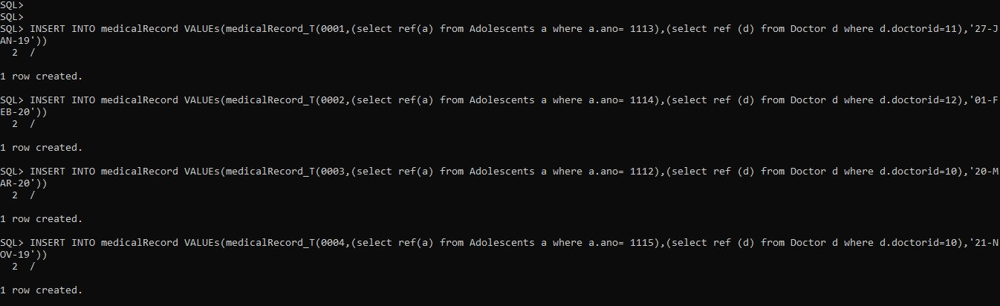 SQL>
SQL>
SQL> INSERT INTO medicalRecord VALUEs(medicalRecord_T(0001,(select ref(a) from Adolescents a where a.ano= 1113),(select ref (d) from Doctor d where d.doctorid=11),'27-J
AN-19'))
  2  /
1 row created.
SQL> INSERT INTO medicalRecord VALUEs(medicalRecord_T(0002,(select ref(a) from Adolescents a where a.ano= 1114),(select ref (d) from Doctor d where d.doctorid=12),'01-F
EB-20'))
  2  /
1 row created.
SQL> INSERT INTO medicalRecord VALUEs(medicalRecord_T(0003,(select ref(a) from Adolescents a where a.ano= 1112),(select ref (d) from Doctor d where d.doctorid=10),'20-M
AR-20'))
  2  /
1 row created.
SQL> INSERT INTO medicalRecord VALUEs(medicalRecord_T(0004,(select ref(a) from Adolescents a where a.ano= 1115),(select ref (d) from Doctor d where d.doctorid=10),'21-N
OV-19'))
  2  /
1 row created.